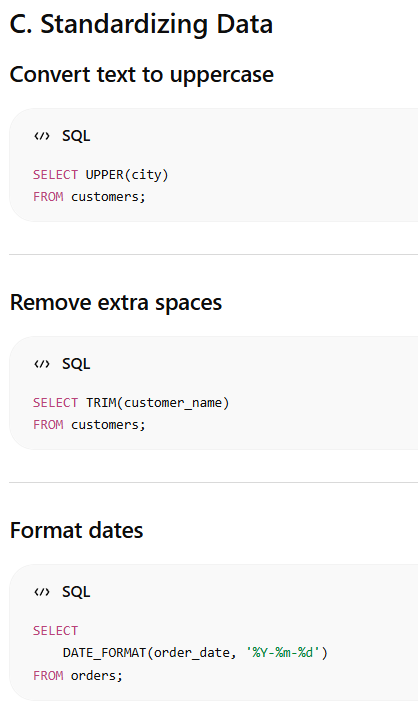 C. Standardizing Data
Convert text to uppercase
</> SQL
SELECT UPPER(city)
FROM customers;
Remove extra spaces
</> SQL
SELECT TRIM(customer_name)
FROM customers;
Format dates
</> SQL
SELECT
    DATE_FORMAT(order_date, '%Y-%m-%d')
FROM orders;